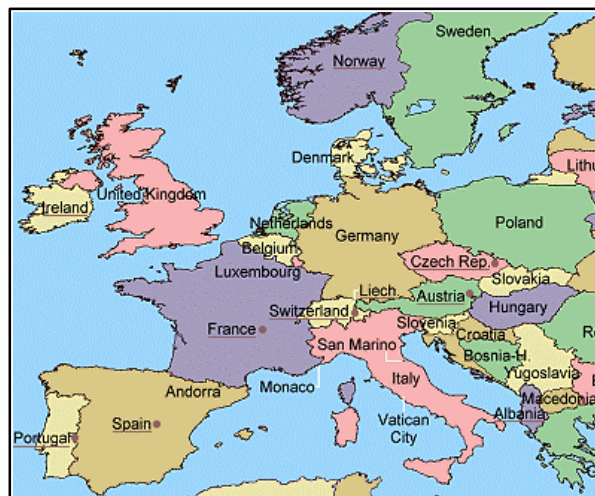 Sweden
Norway
Denmark
Lithu
United Kingdom
Ireland
Netherlands
Poland
Germany
Belgium
Czech Rep.
Luxembourg
Slovakia
Liech.
Austria
Hungary
Switzerland
Slovenia
France
Croatia
San Marino
Ro
Bosnia-H.
Yugoslavia
Italy
B
Monaco
Andorra
Macedonia
Vatican
City
Albania
Spain
Portugal